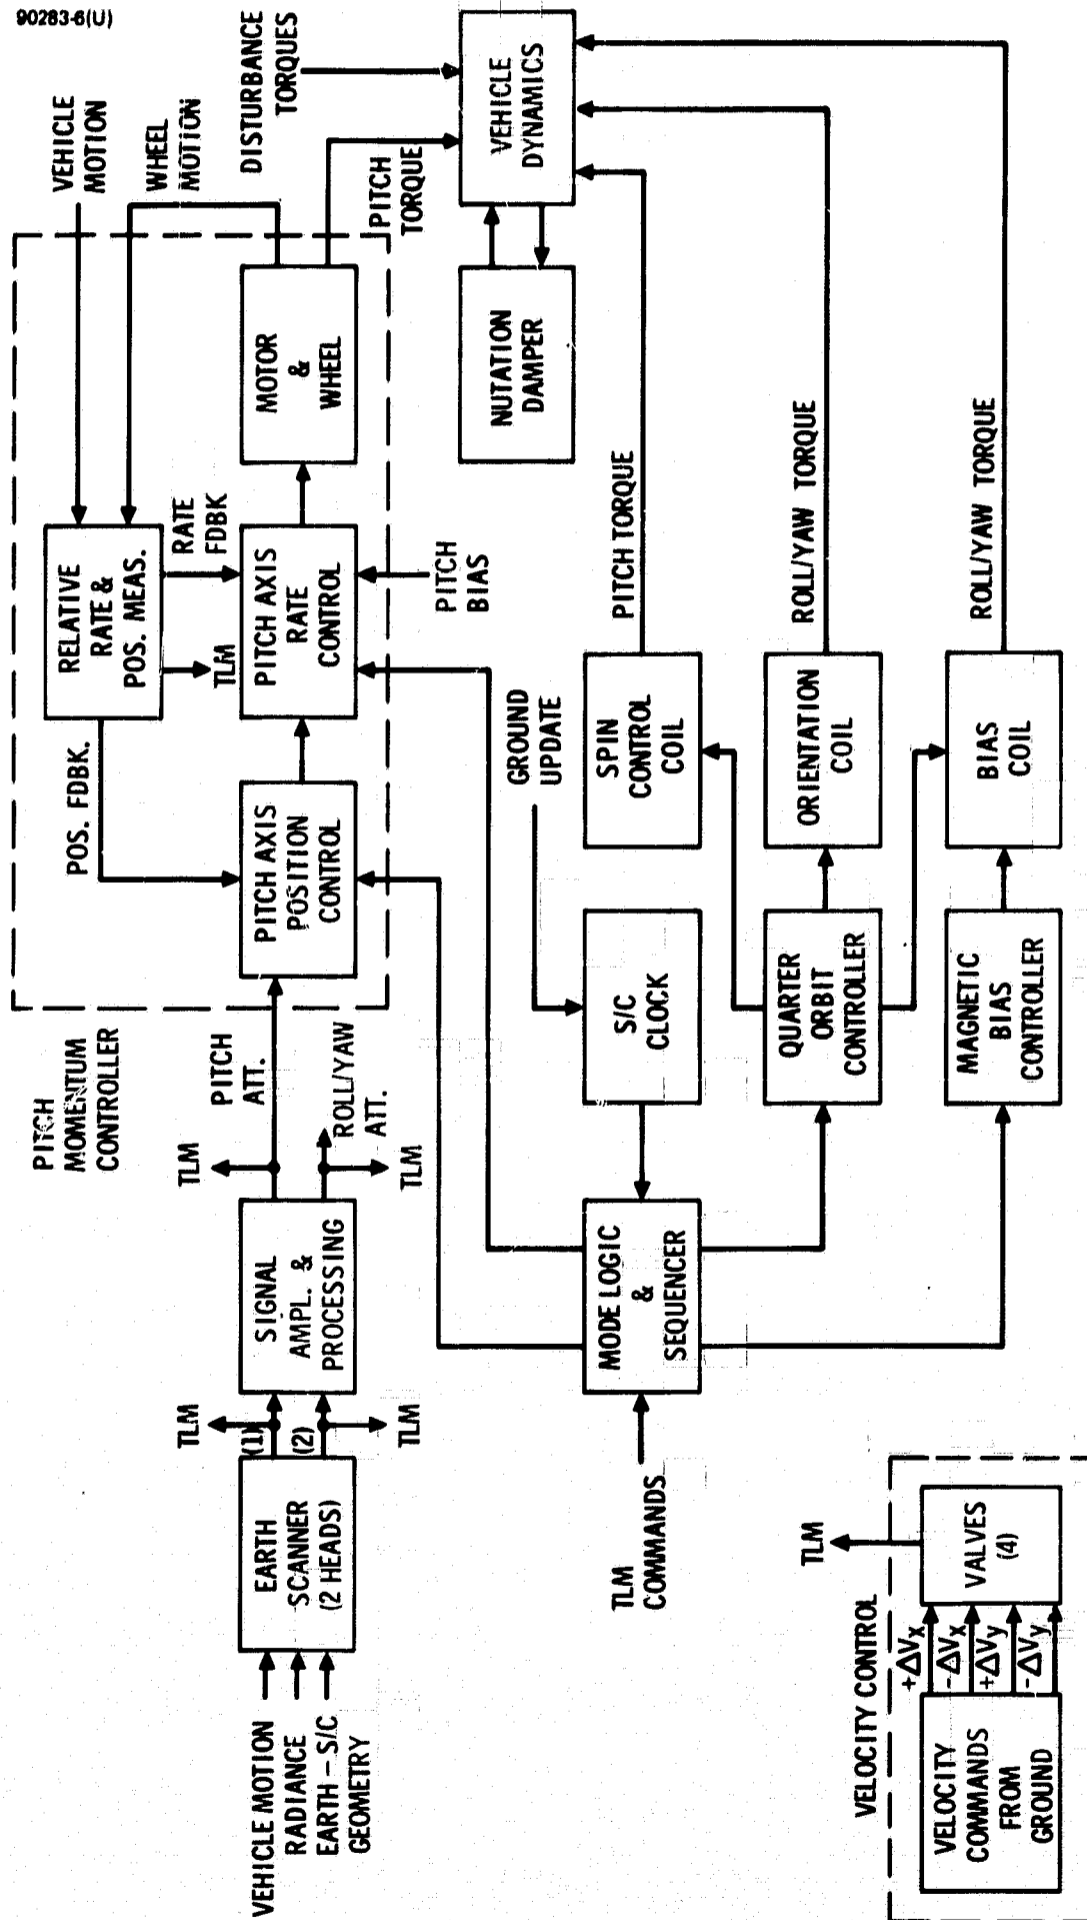 90283-6(U)
PITCH
MOMENTUM
CONTROLLER
POS. FDBK.
RELATIVE
RATE &
POS. MEAS.
TLM
RATE
FDBK
VEHICLE
MOTION
WHEEL
MOTION
VEHICLE MOTION
RADIANCE
EARTH – S/C
GEOMETRY
EARTH
SCANNER
(2 HEADS)
(1)
(2)
TLM
TLM
SIGNAL
AMPL. &
PROCESSING
TLM
TLM
PITCH
ATT.
ROLL/YAW
ATT.
PITCH AXIS
POSITION
CONTROL
PITCH AXIS
RATE
CONTROL
PITCH
BIAS
MOTOR
&
WHEEL
PITCH
TORQUE
DISTURBANCE
TORQUES
NUTATION
DAMPER
VEHICLE
DYNAMICS
TLM
COMMANDS
MODE LOGIC
&
SEQUENCER
S/C
CLOCK
GROUND
UPDATE
SPIN
CONTROL
COIL
PITCH TORQUE
QUARTER
ORBIT
CONTROLLER
ORIENTATION
COIL
ROLL/YAW TORQUE
MAGNETIC
BIAS
CONTROLLER
BIAS
COIL
ROLL/YAW TORQUE
VELOCITY CONTROL
VELOCITY
COMMANDS
FROM
GROUND
+ΔVx
-ΔVx
+ΔVy
-ΔVy
VALVES
(4)
TLM